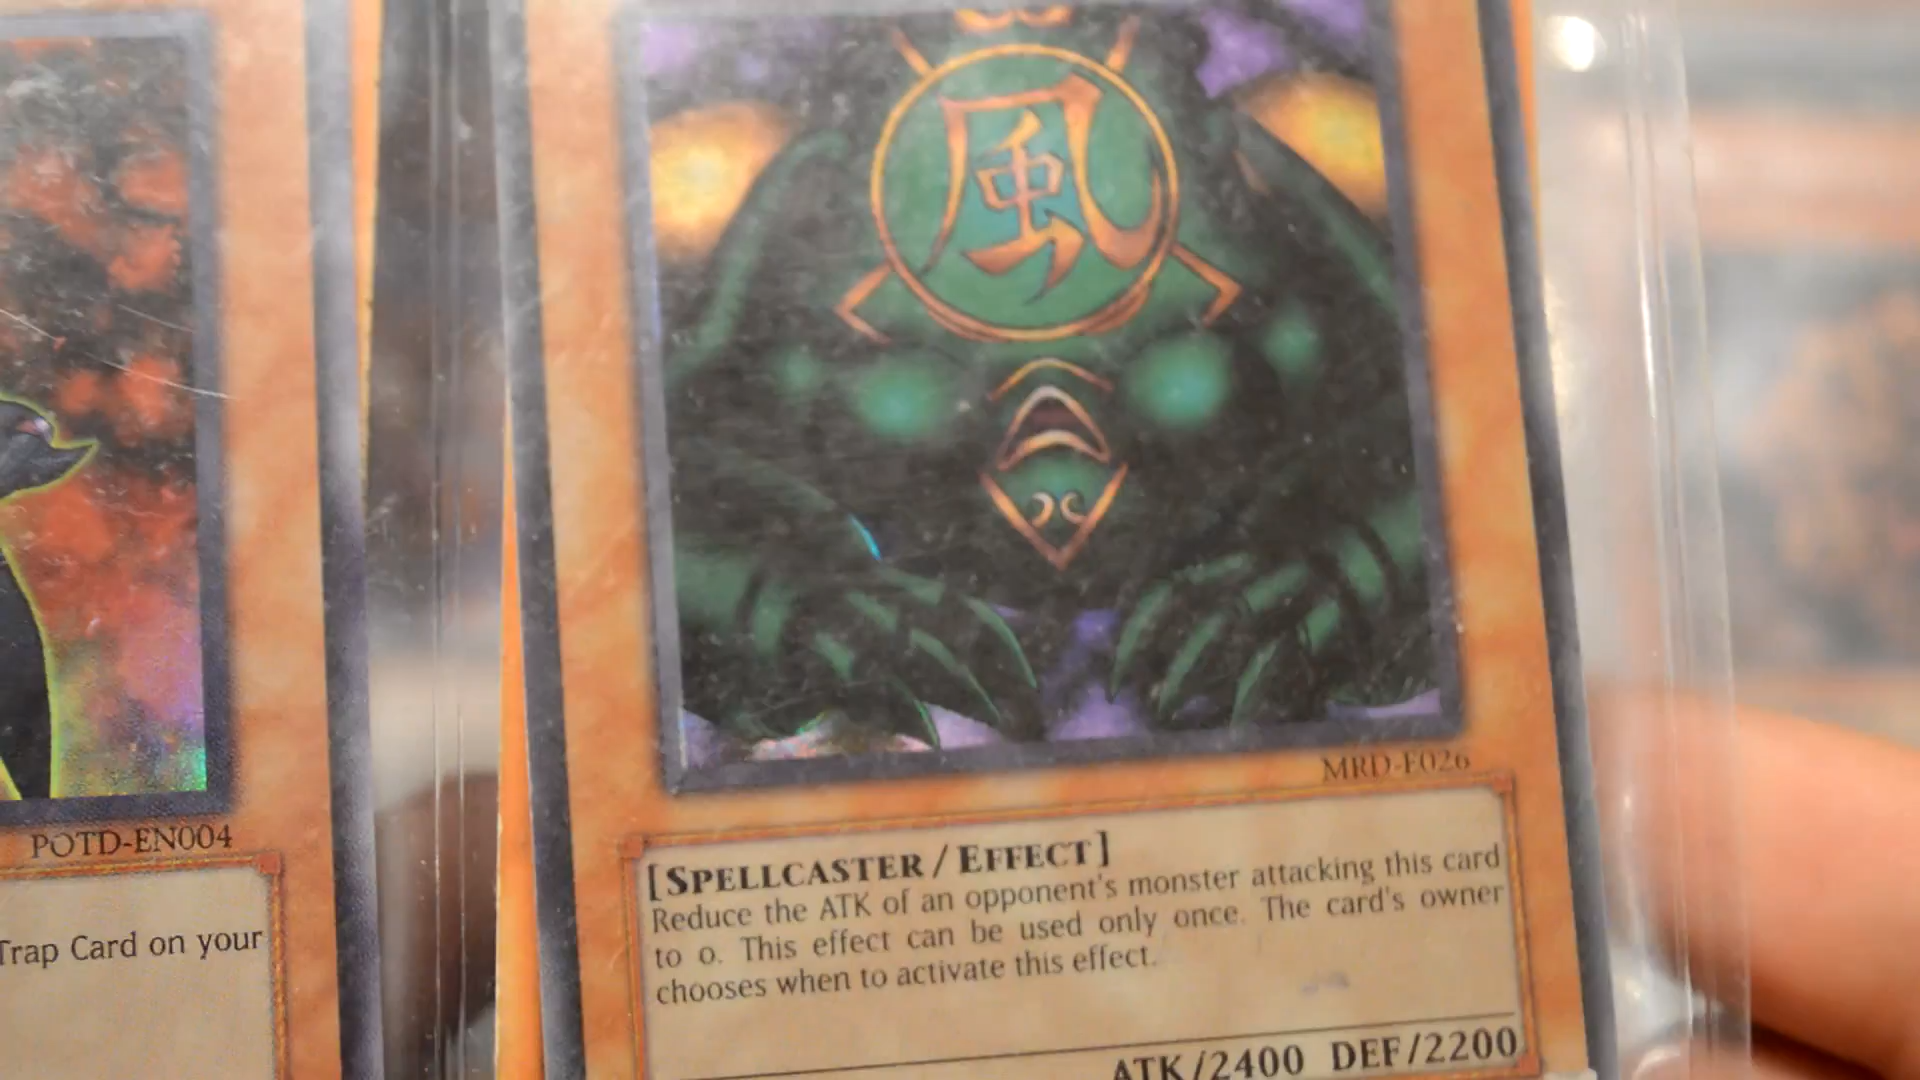 風
POTD-EN004
Trap Card on your
MRD-E026
[SPELLCASTER / EFFECT]
Reduce the ATK of an opponent's monster attacking this card
to 0. This effect can be used only once. The card's owner
chooses when to activate this effect.
ATK/2400 DEF/2200